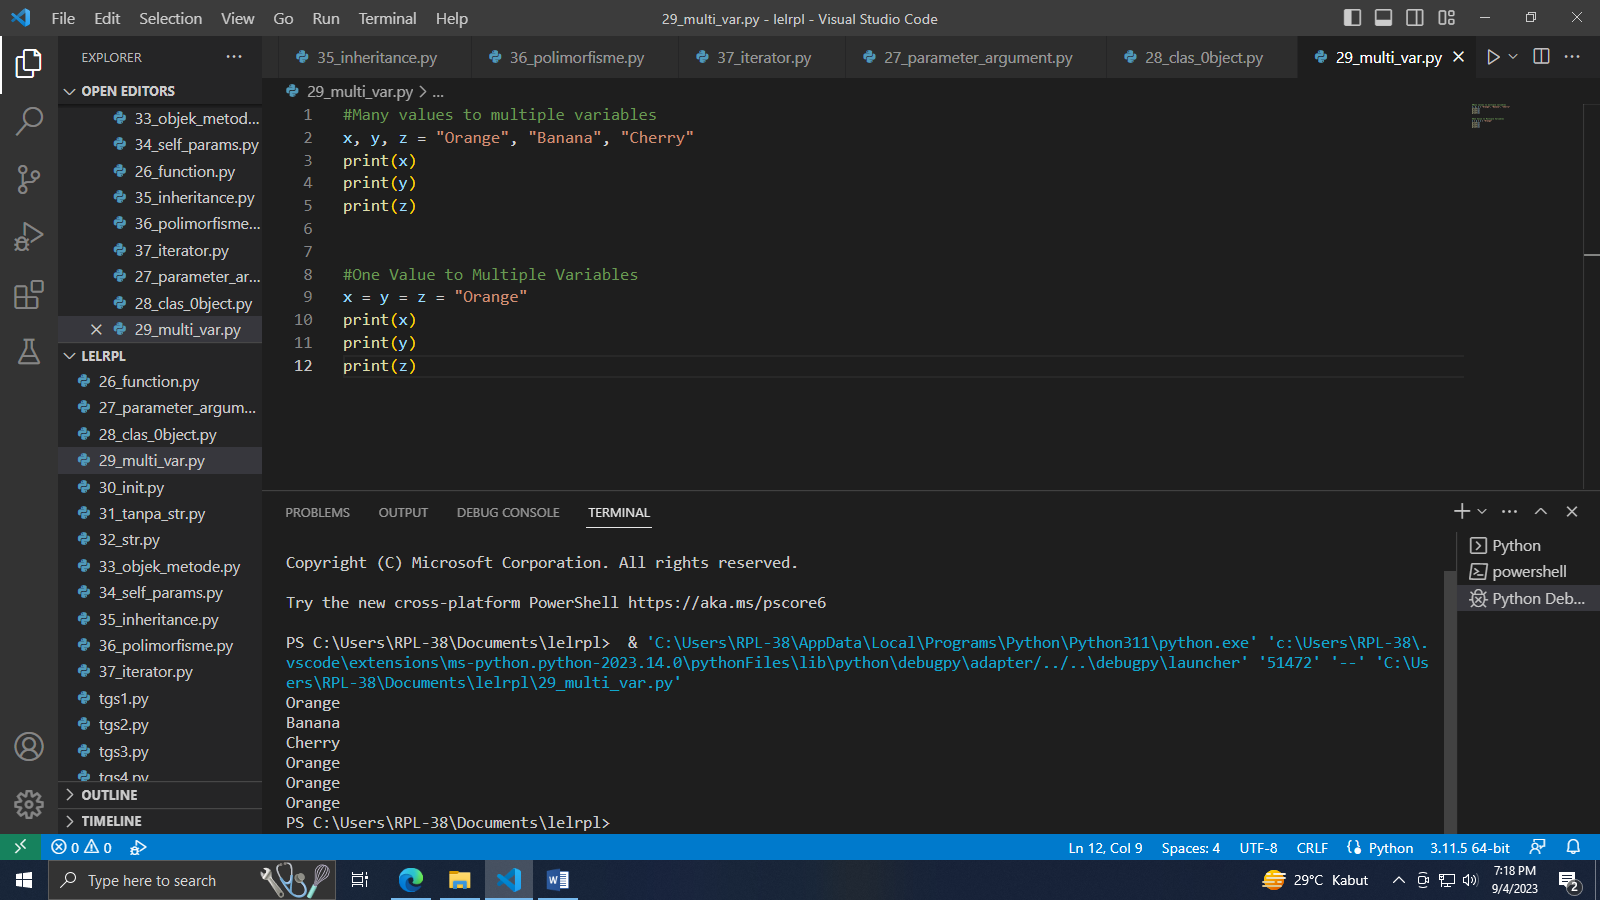 File Edit Selection View Go Run Terminal Help 29_multi_var.py - lelrpl - Visual Studio Code
EXPLORER ...
OPEN EDITORS
33_objek_metod...
34_self_params.py
26_function.py
35_inheritance.py
36_polimorfisme...
37_iterator.py
27_parameter_ar...
28_clas_0bject.py
29_multi_var.py
LELRPL
26_function.py
27_parameter_argum...
28_clas_0bject.py
29_multi_var.py
30_init.py
31_tanpa_str.py
32_str.py
33_objek_metode.py
34_self_params.py
35_inheritance.py
36_polimorfisme.py
37_iterator.py
tgs1.py
tgs2.py
tgs3.py
tgs4.py
OUTLINE
TIMELINE
35_inheritance.py 36_polimorfisme.py 37_iterator.py 27_parameter_argument.py 28_clas_0bject.py 29_multi_var.py ...
29_multi_var.py > ...
1 #Many values to multiple variables
2 x, y, z = "Orange", "Banana", "Cherry"
3 print(x)
4 print(y)
5 print(z)
6
7
8 #One Value to Multiple Variables
9 x = y = z = "Orange"
10 print(x)
11 print(y)
12 print(z)
PROBLEMS OUTPUT DEBUG CONSOLE TERMINAL
Copyright (C) Microsoft Corporation. All rights reserved.
Try the new cross-platform PowerShell https://aka.ms/pscore6
PS C:\Users\RPL-38\Documents\lelrpl>  & 'C:\Users\RPL-38\AppData\Local\Programs\Python\Python311\python.exe' 'c:\Users\RPL-38\.
vscode\extensions\ms-python.python-2023.14.0\pythonFiles\lib\python\debugpy\adapter/../..\debugpy\launcher' '51472' '--' 'C:\Us
ers\RPL-38\Documents\lelrpl\29_multi_var.py'
Orange
Banana
Cherry
Orange
Orange
Orange
PS C:\Users\RPL-38\Documents\lelrpl>
Python
powershell
Python Deb...
0 0 Ln 12, Col 9 Spaces: 4 UTF-8 CRLF Python 3.11.5 64-bit
Type here to search 29°C Kabut 7:18 PM
9/4/2023 2